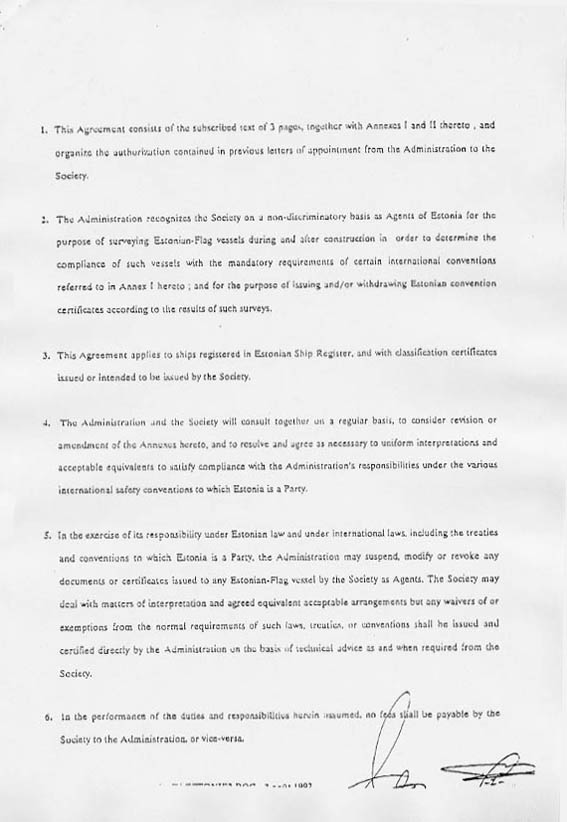 1. This Agreement consists of the subscribed text of 3 pages, together with Annexes I and II thereto , and
organize the authorization contained in previous letters of appointment from the Administration to the
Society.
2. The Administration recognizes the Society on a non-discriminatory basis as Agents of Estonia for the
purpose of surveying Estonian-Flag vessels during and after construction in order to determine the
compliance of such vessels with the mandatory requirements of certain international conventions
referred to in Annex I hereto ; and for the purpose of issuing and/or withdrawing Estonian convention
certificates according to the results of such surveys.
3. This Agreement applies to ships registered in Estonian Ship Register, and with classification certificates
issued or intended to be issued by the Society.
4. The Administration and the Society will consult together on a regular basis, to consider revision or
amendment of the Annexes hereto, and to resolve and agree as necessary to uniform interpretations and
acceptable equivalents to satisfy compliance with the Administration's responsibilities under the various
international safety conventions to which Estonia is a Party.
5. In the exercise of its responsibility under Estonian law and under international laws, including the treaties
and conventions to which Estonia is a Party, the Administration may suspend, modify or revoke any
documents or certificates issued to any Estonian-Flag vessel by the Society as Agents. The Society may
deal with matters of interpretation and agreed equivalent acceptable arrangements but any waivers of or
exemptions from the normal requirements of such laws, treaties, or conventions shall be issued and
certified directly by the Administration on the basis of technical advice as and when required from the
Society.
6. In the performance of the duties and responsibilities herein assumed, no fees shall be payable by the
Society to the Administration, or vice-versa.
-2-